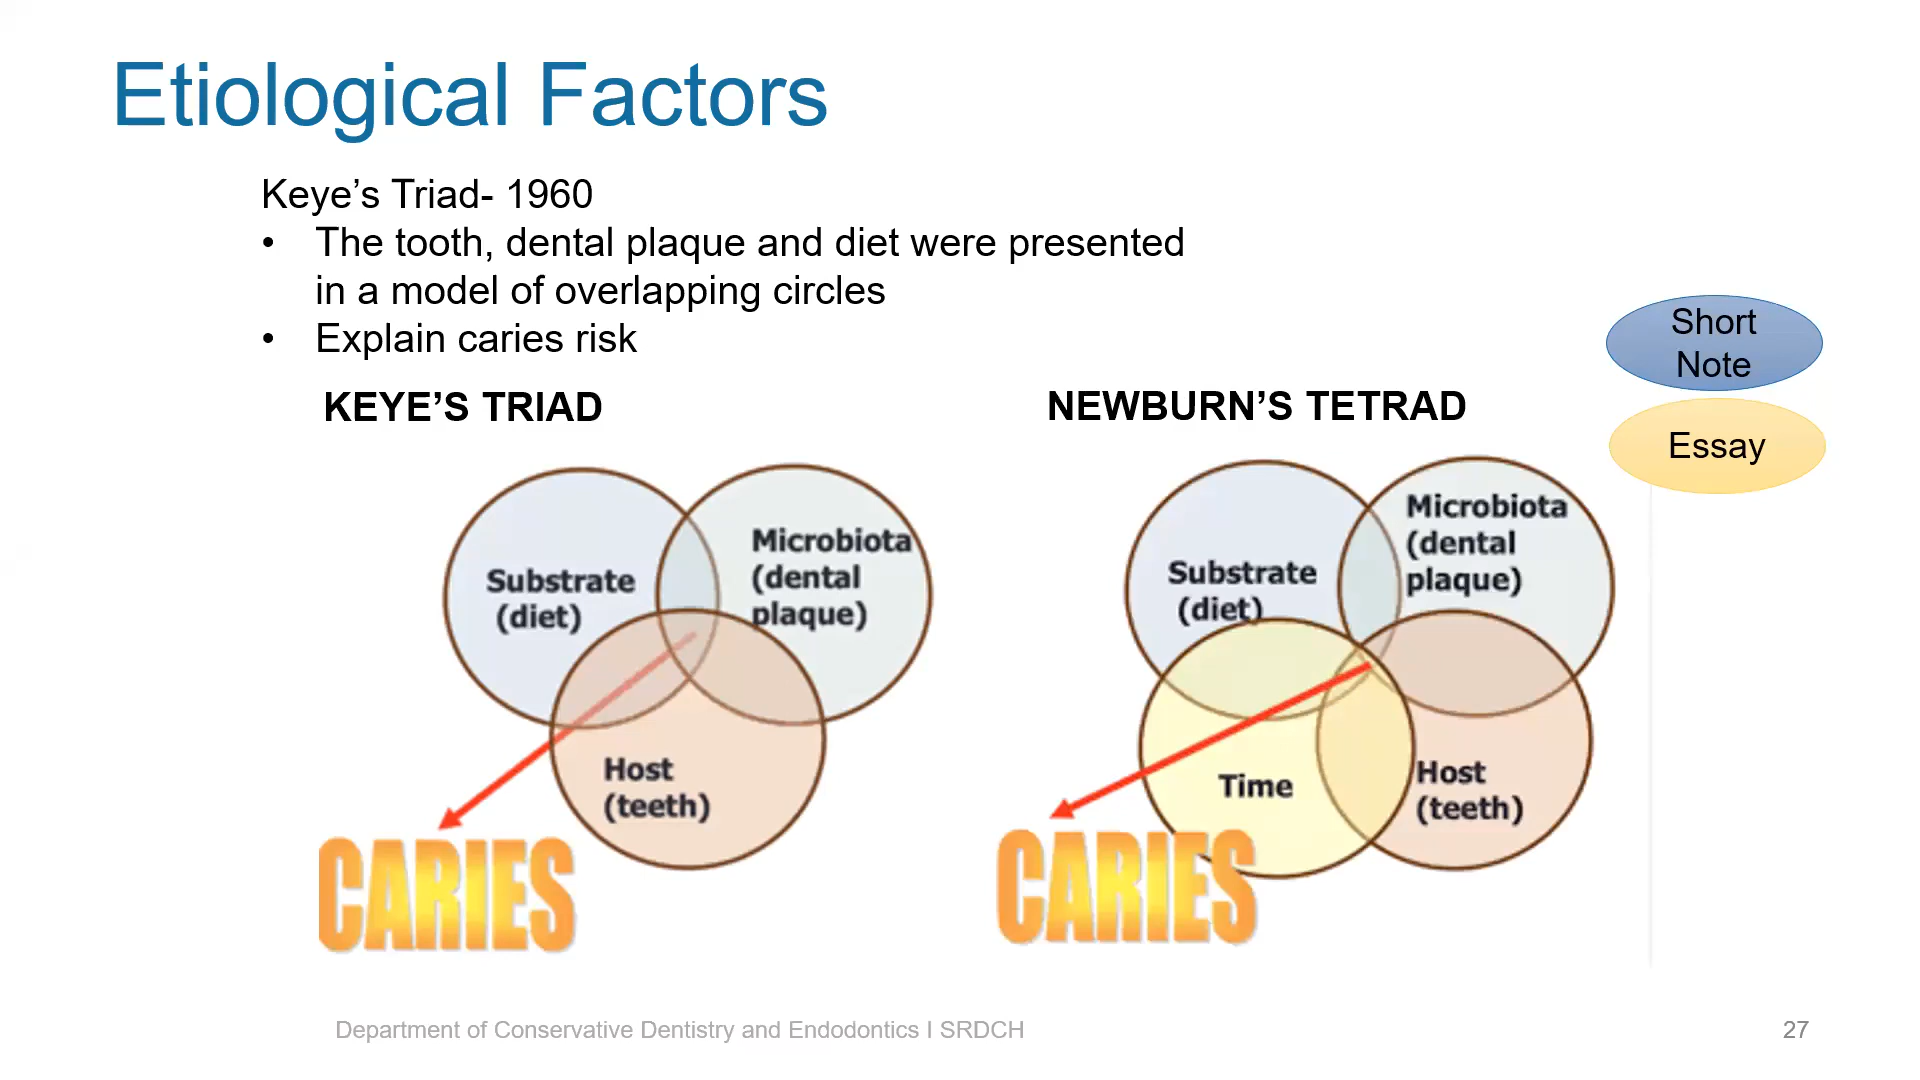 Etiological Factors
Keye’s Triad- 1960
• The tooth, dental plaque and diet were presented
in a model of overlapping circles
• Explain caries risk
Short
Note
Essay
KEYE’S TRIAD
Substrate
(diet)
Microbiota
(dental
plaque)
Host
(teeth)
CARIES
NEWBURN’S TETRAD
Substrate
(diet)
Microbiota
(dental
plaque)
Time
Host
(teeth)
CARIES
Department of Conservative Dentistry and Endodontics I SRDCH
27